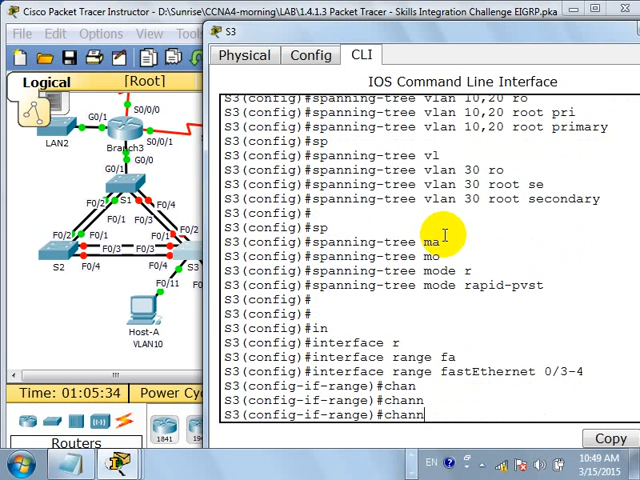 Cisco Packet Tracer Instructor - D:\Sunrise\CCNA4-morning\LAB\1.4.1.3 Packet Tracer - Skills Integration Challenge EIGRP.pka
File Edit
Logical
[Root]
S3
Physical
Config
CLI
IOS Command Line Interface
S3(config)#spanning-tree vlan 10,20 ro
S3(config)#spanning-tree vlan 10,20 root pri
S3(config)#spanning-tree vlan 10,20 root primary
S3(config)#sp
S3(config)#spanning-tree vl
S3(config)#spanning-tree vlan 30 ro
S3(config)#spanning-tree vlan 30 root se
S3(config)#spanning-tree vlan 30 root secondary
S3(config)#
S3(config)#sp
S3(config)#spanning-tree ma
S3(config)#spanning-tree mo
S3(config)#spanning-tree mode r
S3(config)#spanning-tree mode rapid-pvst
S3(config)#
S3(config)#
S3(config)#in
S3(config)#interface r
S3(config)#interface range fa
S3(config)#interface range fastEthernet 0/3-4
S3(config-if-range)#chan
S3(config-if-range)#chann
S3(config-if-range)#chann
Copy
S0/0/0
G0/1
LAN2
Branch3
G0/0
F0/1
S1
F0/2
F0/2
F0/1
F0/1
F0/2
F0/3
F0/3
S2
F0/4
F0/4
S3
F0/11
Host-A
VLAN10
Time: 01:05:34
Power Cyc
Routers
1841
EN
10:49 AM
3/15/2015